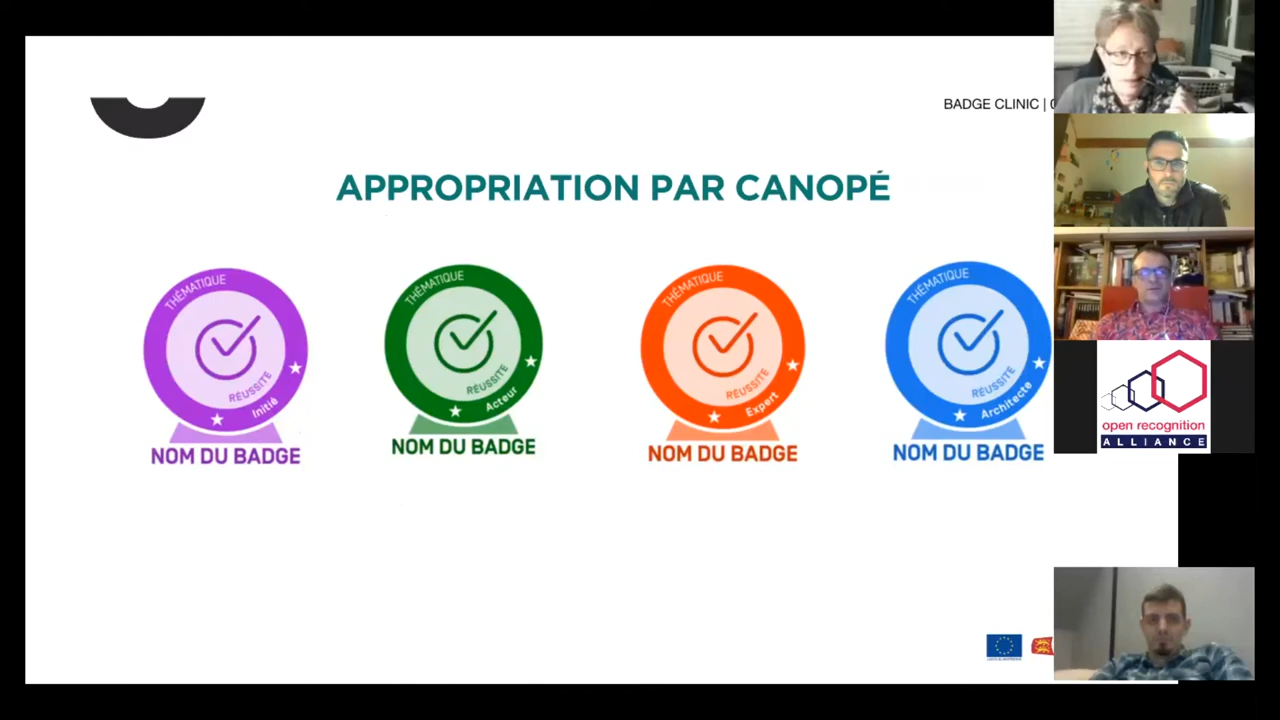 BADGE CLINIC |
APPROPRIATION PAR CANOPÉ
THÉMATIQUE
RÉUSSITE
Initié
NOM DU BADGE
THÉMATIQUE
RÉUSSITE
Acteur
NOM DU BADGE
THÉMATIQUE
RÉUSSITE
Expert
NOM DU BADGE
THÉMATIQUE
RÉUSSITE
Architecte
NOM DU BADGE
open recognition
ALLIANCE